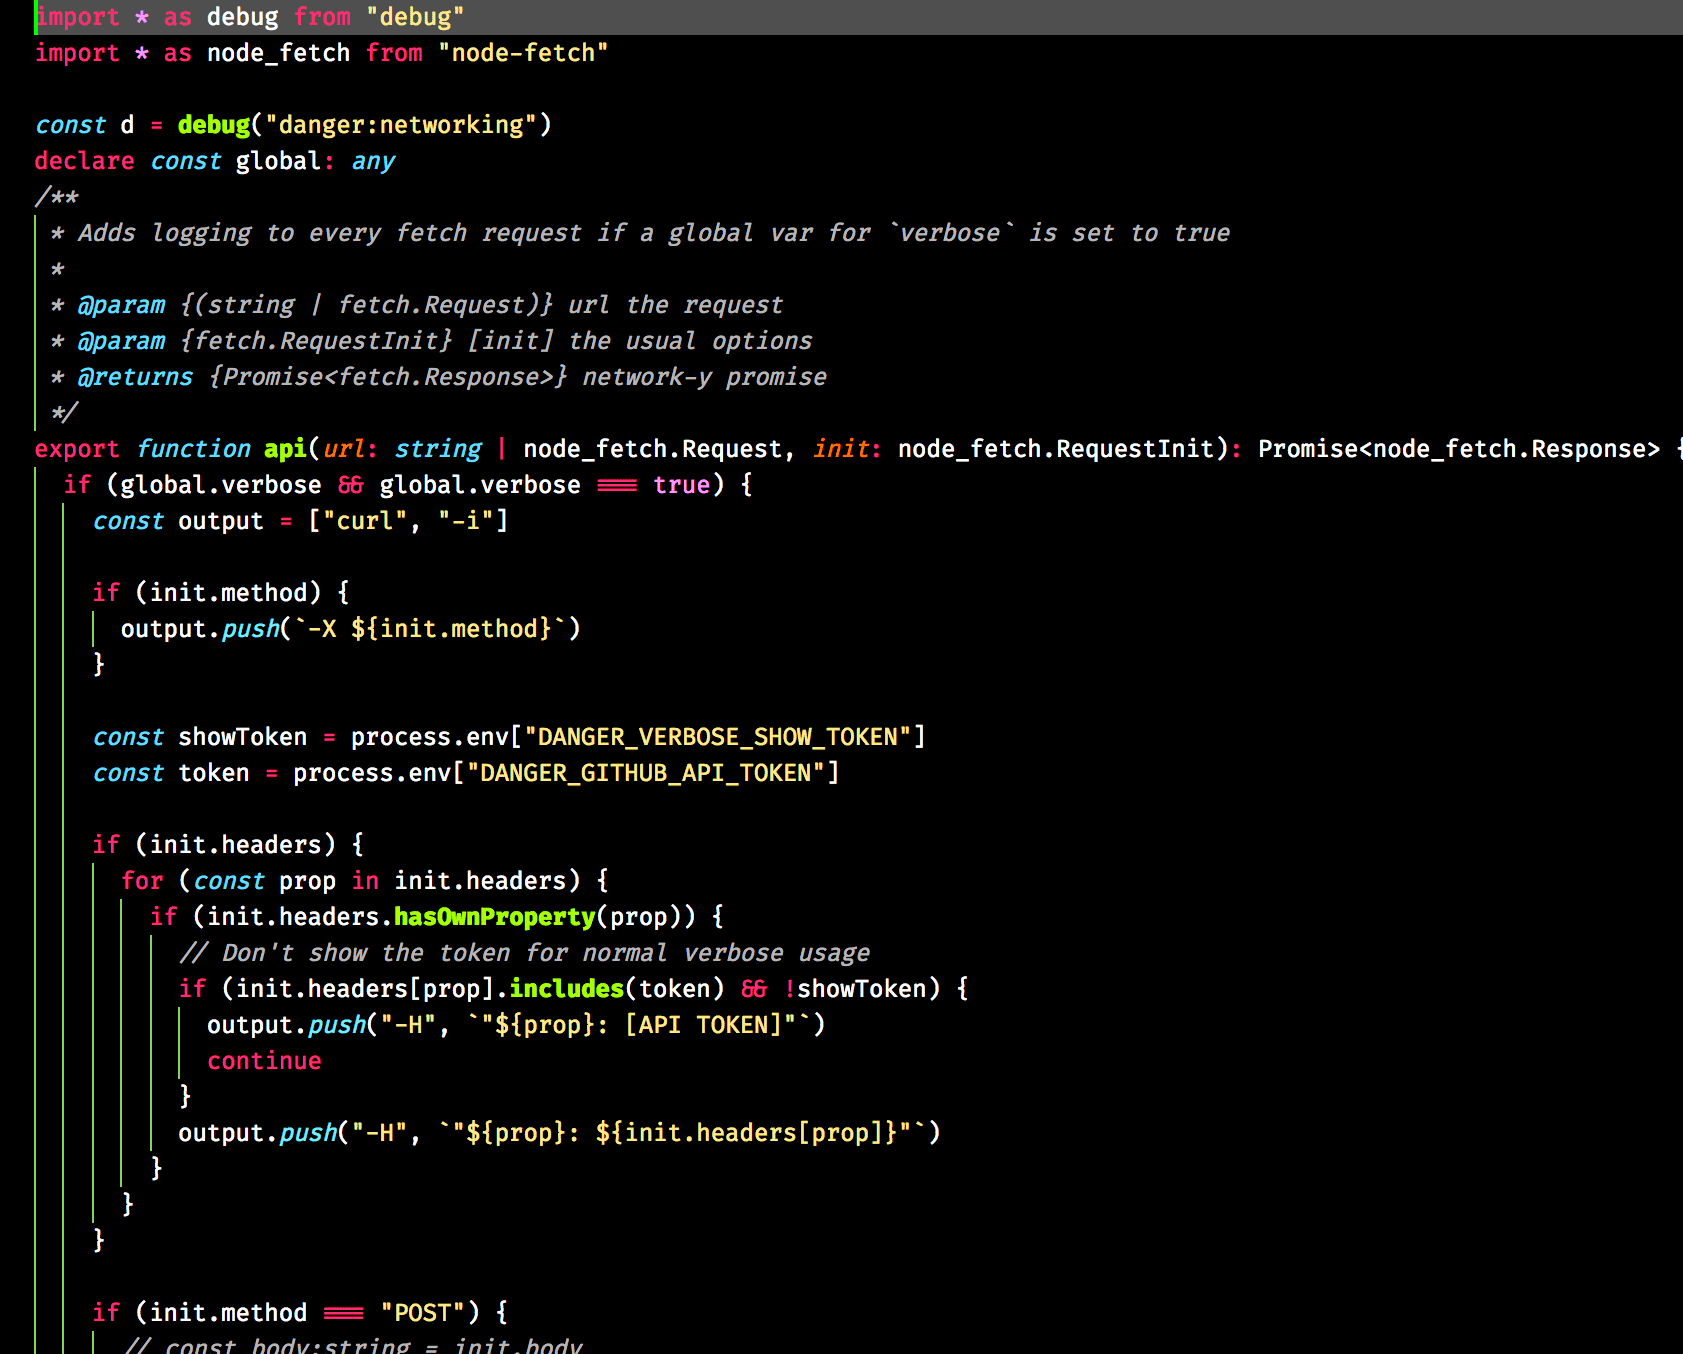 import * as debug from "debug"
import * as node_fetch from "node-fetch"

const d = debug("danger:networking")
declare const global: any
/**
 * Adds logging to every fetch request if a global var for `verbose` is set to true
 *
 * @param {(string | fetch.Request)} url the request
 * @param {fetch.RequestInit} [init] the usual options
 * @returns {Promise<fetch.Response>} network-y promise
 */
export function api(url: string | node_fetch.Request, init: node_fetch.RequestInit): Promise<node_fetch.Response> {
  if (global.verbose && global.verbose === true) {
    const output = ["curl", "-i"]

    if (init.method) {
      output.push(`-X ${init.method}`)
    }

    const showToken = process.env["DANGER_VERBOSE_SHOW_TOKEN"]
    const token = process.env["DANGER_GITHUB_API_TOKEN"]

    if (init.headers) {
      for (const prop in init.headers) {
        if (init.headers.hasOwnProperty(prop)) {
          // Don't show the token for normal verbose usage
          if (init.headers[prop].includes(token) && !showToken) {
            output.push("-H", `"${prop}: [API TOKEN]"`)
            continue
          }
          output.push("-H", `"${prop}: ${init.headers[prop]}"`)
        }
      }
    }

    if (init.method === "POST") {
      // const body:string = init.body